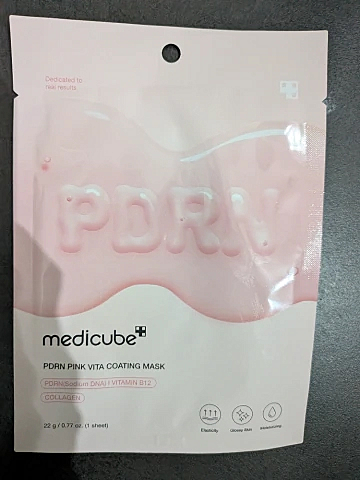 Dedicated to
real results
PDRN
medicube
PDRN PINK VITA COATING MASK
PDRN(Sodium DNA) VITAMIN B12
COLLAGEN
22 g / 0.77 oz. (1 sheet)
Elasticity Glossy Skin Moisturizing